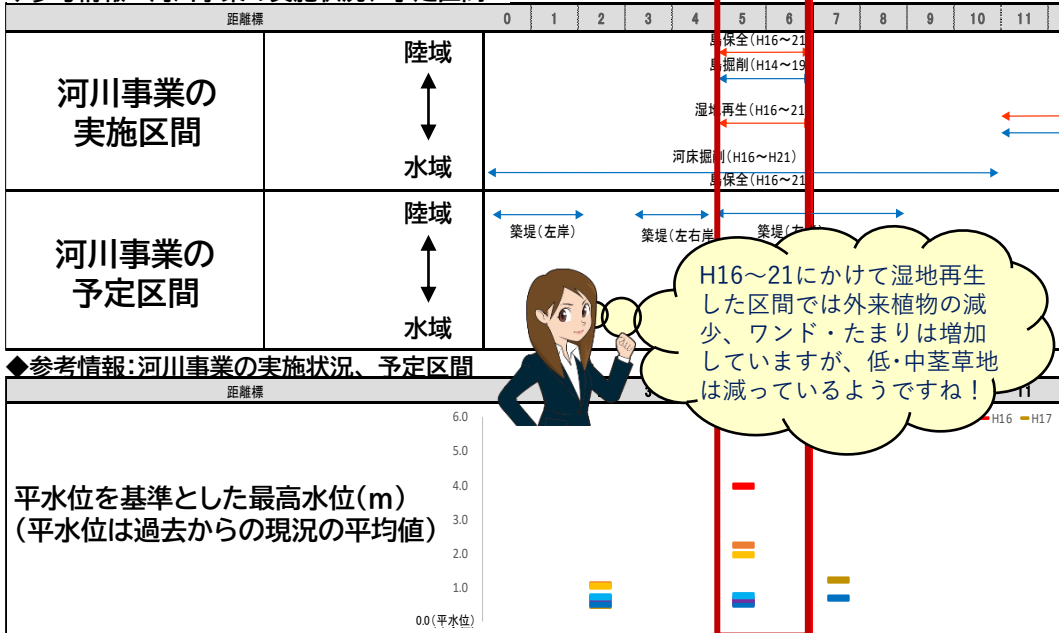 距離標 0 1 2 3 4 5 6 7 8 9 10 11
河川事業の
実施区間
陸域
水域
島保全(H16～21
島掘削(H14～19
湿地再生(H16～21
河床掘削(H16～H21)
島保全(H16～21
河川事業の
予定区間
陸域
水域
築堤(左岸)
築堤(左右岸
築堤(左
H16～21にかけて湿地再生
した区間では外来植物の減
少、ワンド・たまりは増加
していますが、低・中茎草地
は減っているようですね！
◆参考情報：河川事業の実施状況、予定区間
距離標 3 11
H16 H17
平水位を基準とした最高水位(m)
(平水位は過去からの現況の平均値)
6.0
5.0
4.0
3.0
2.0
1.0
0.0(平水位)